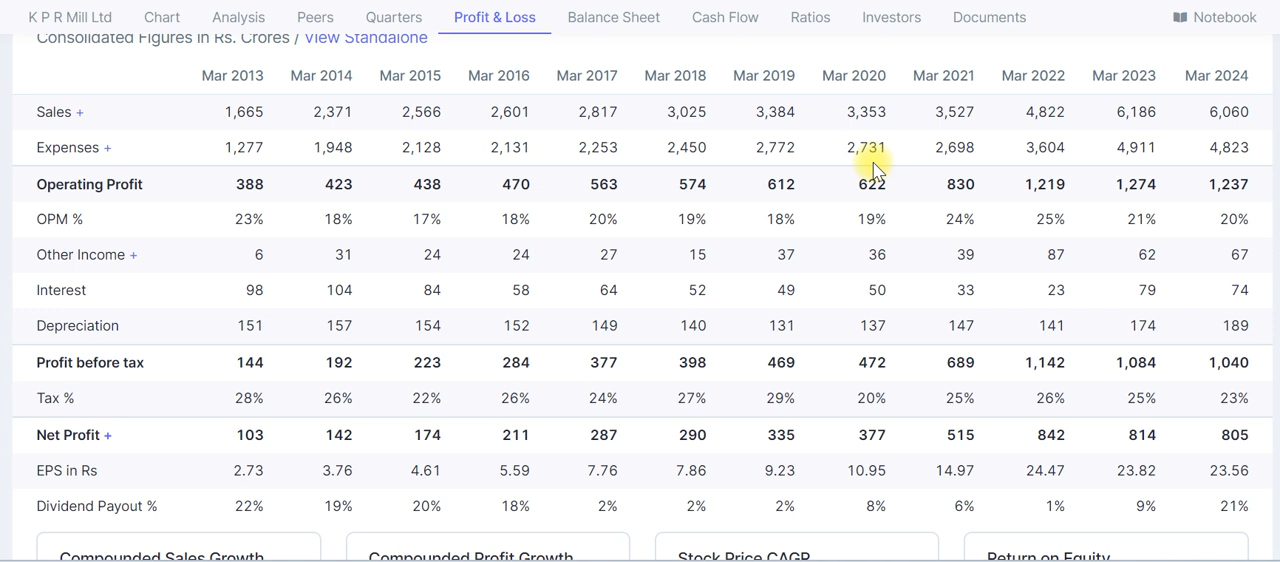 K P R Mill Ltd Chart Analysis Peers Quarters Profit & Loss Balance Sheet Cash Flow Ratios Investors Documents Notebook
Consolidated Figures in Rs. Crores / View Standalone
Mar 2013 Mar 2014 Mar 2015 Mar 2016 Mar 2017 Mar 2018 Mar 2019 Mar 2020 Mar 2021 Mar 2022 Mar 2023 Mar 2024
Sales + 1,665 2,371 2,566 2,601 2,817 3,025 3,384 3,353 3,527 4,822 6,186 6,060
Expenses + 1,277 1,948 2,128 2,131 2,253 2,450 2,772 2,731 2,698 3,604 4,911 4,823
Operating Profit 388 423 438 470 563 574 612 622 830 1,219 1,274 1,237
OPM % 23% 18% 17% 18% 20% 19% 18% 19% 24% 25% 21% 20%
Other Income + 6 31 24 24 27 15 37 36 39 87 62 67
Interest 98 104 84 58 64 52 49 50 33 23 79 74
Depreciation 151 157 154 152 149 140 131 137 147 141 174 189
Profit before tax 144 192 223 284 377 398 469 472 689 1,142 1,084 1,040
Tax % 28% 26% 22% 26% 24% 27% 29% 20% 25% 26% 25% 23%
Net Profit + 103 142 174 211 287 290 335 377 515 842 814 805
EPS in Rs 2.73 3.76 4.61 5.59 7.76 7.86 9.23 10.95 14.97 24.47 23.82 23.56
Dividend Payout % 22% 19% 20% 18% 2% 2% 2% 8% 6% 1% 9% 21%
Compounded Sales Growth Compounded Profit Growth Stock Price CAGR Return on Equity